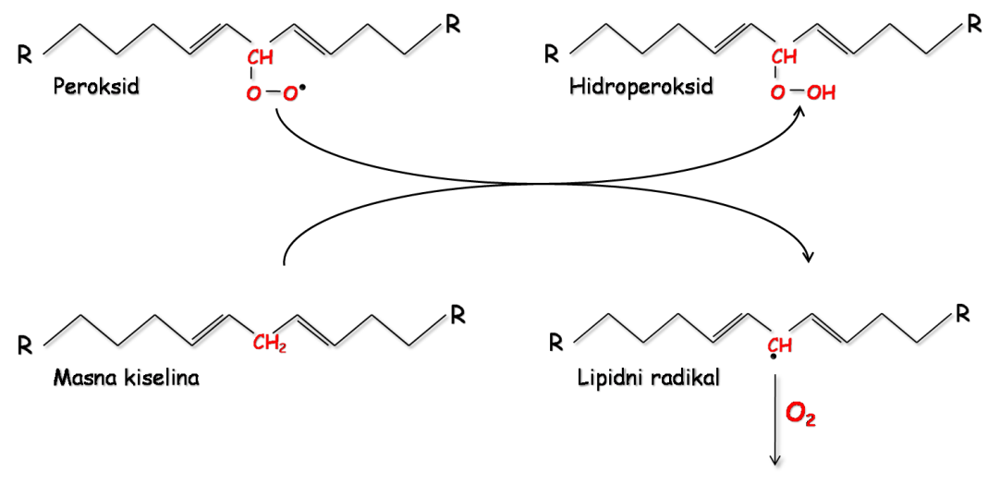 R R
Peroksid
CH
O – O•
R R
Hidroperoksid
CH
O – OH
R R
Masna kiselina
CH₂
R R
Lipidni radikal
CH
•
O₂